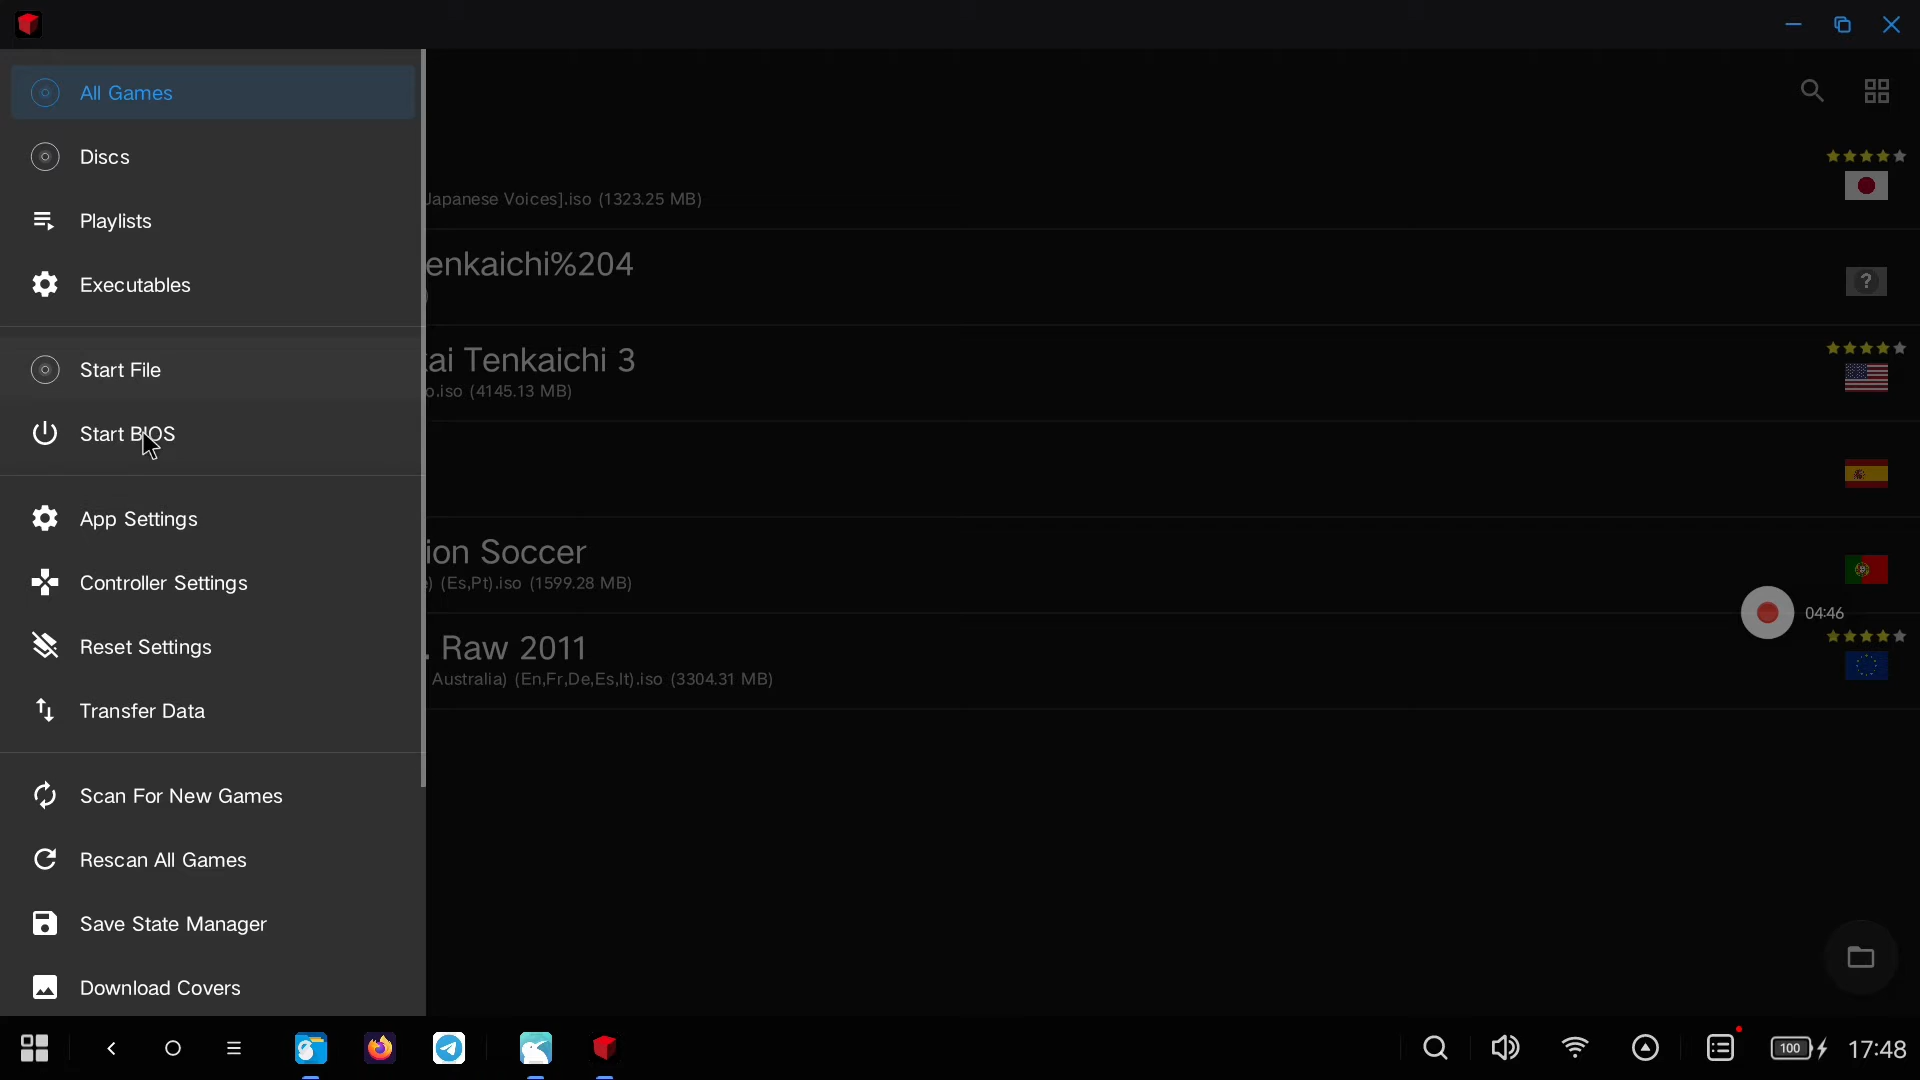 All Games
Discs
Playlists
Executables
Start File
Start BIOS
App Settings
Controller Settings
Reset Settings
Transfer Data
Scan For New Games
Rescan All Games
Save State Manager
Download Covers
Japanese Voices].iso (1323.25 MB)
enkaichi%204
)
ai Tenkaichi 3
o.iso (4145.13 MB)
?
ion Soccer
) (Es,Pt).iso (1599.28 MB)
04:46
. Raw 2011
Australia) (En,Fr,De,Es,It).iso (3304.31 MB)
100
17:48